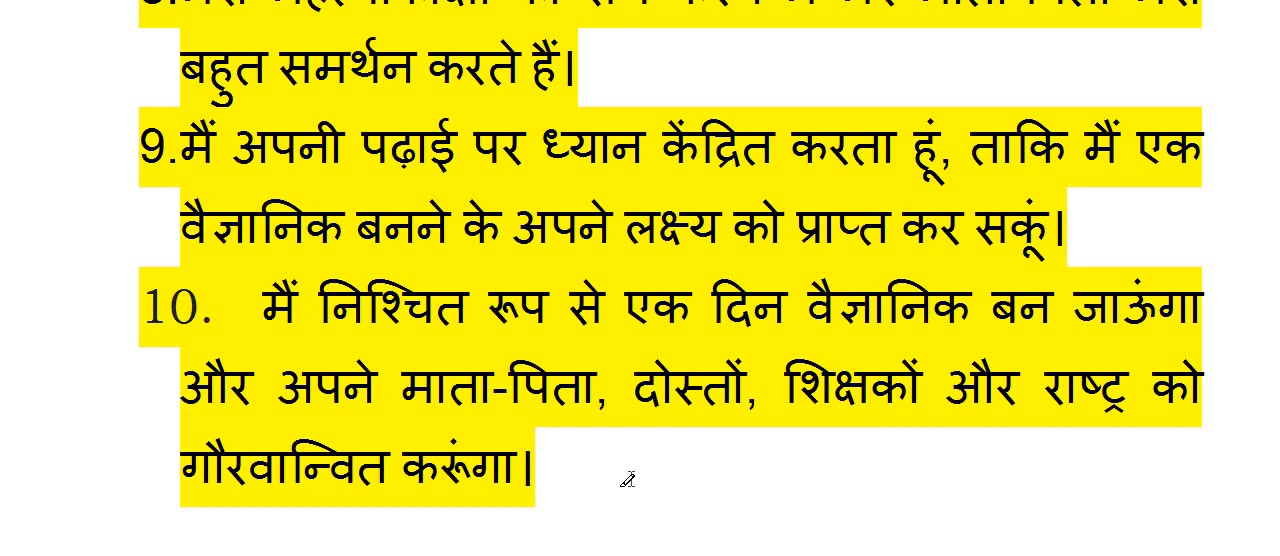 बहुत समर्थन करते हैं।
9.मैं अपनी पढ़ाई पर ध्यान केंद्रित करता हूं, ताकि मैं एक
वैज्ञानिक बनने के अपने लक्ष्य को प्राप्त कर सकूं।
10. मैं निश्चित रूप से एक दिन वैज्ञानिक बन जाऊंगा
और अपने माता-पिता, दोस्तों, शिक्षकों और राष्ट्र को
गौरवान्वित करूंगा।